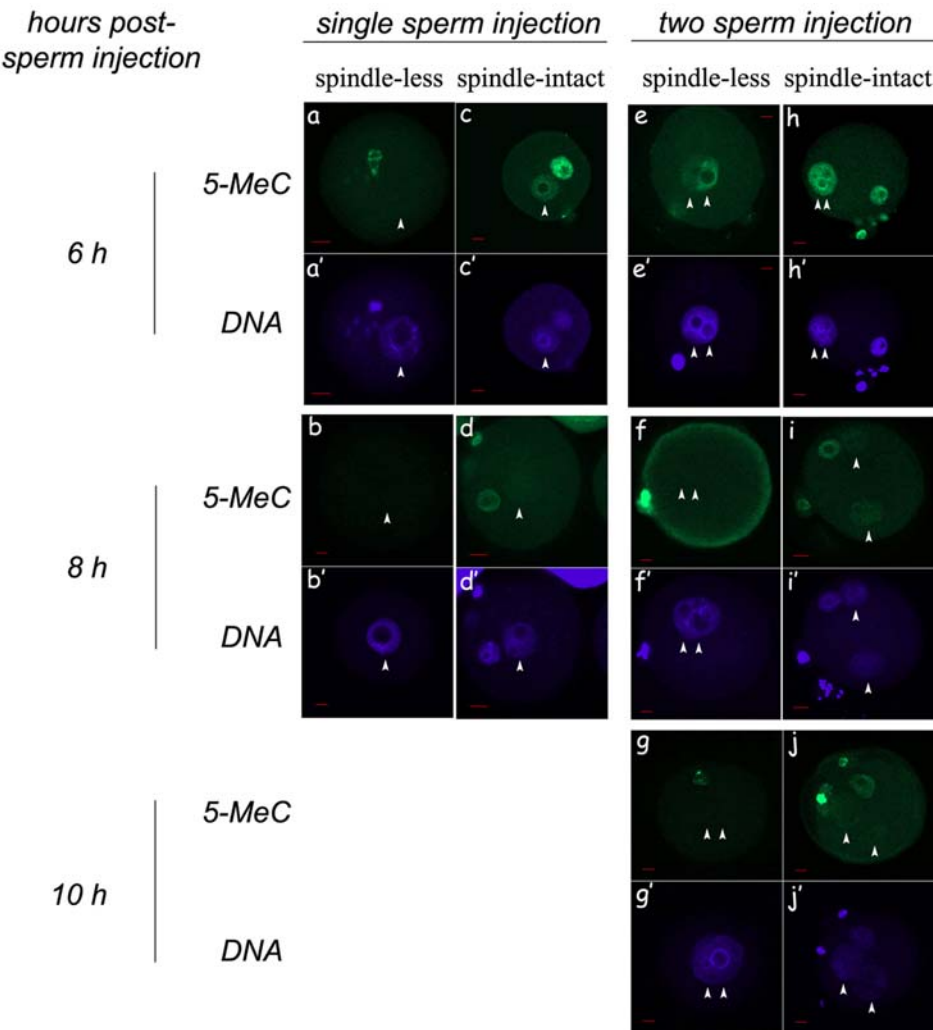 hours post-
sperm injection
single sperm injection
two sperm injection
spindle-less
spindle-intact
spindle-less
spindle-intact
6 h
5-MeC
a
c
e
h
DNA
a'
c'
e'
h'
8 h
5-MeC
b
d
f
i
DNA
b'
d'
f'
i'
10 h
5-MeC
g
j
DNA
g'
j'